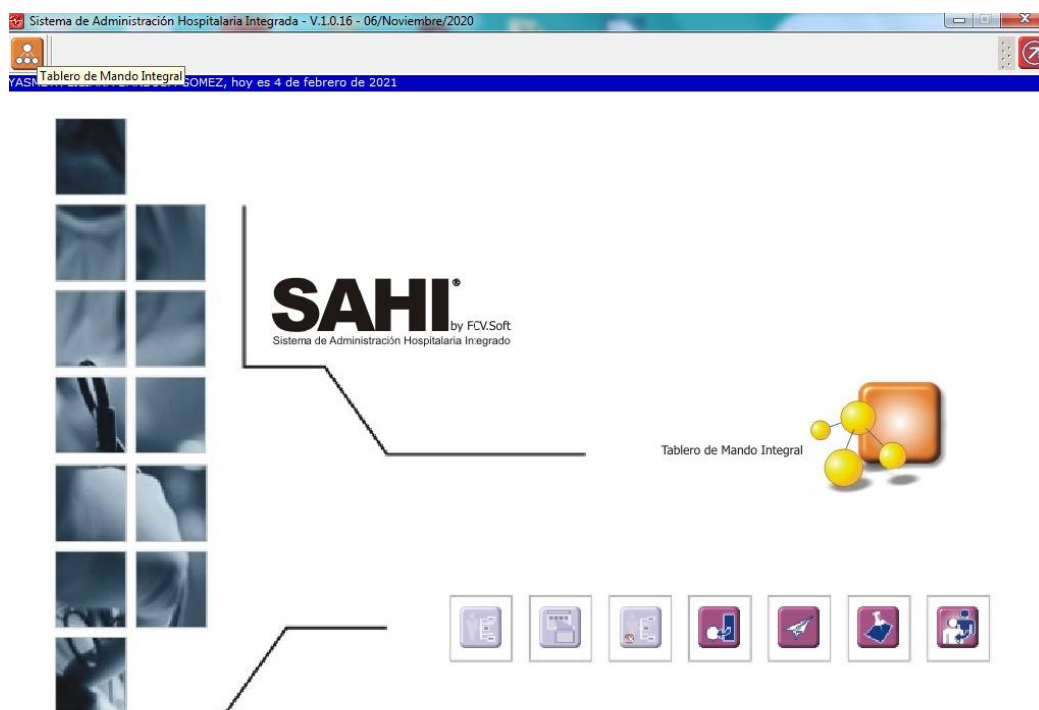 Sistema de Administración Hospitalaria Integrada - V.1.0.16 - 06/Noviembre/2020
Tablero de Mando Integral
GOMEZ, hoy es 4 de febrero de 2021
SAHI®
by FCV.Soft
Sistema de Administración Hospitalaria Integrado
Tablero de Mando Integral